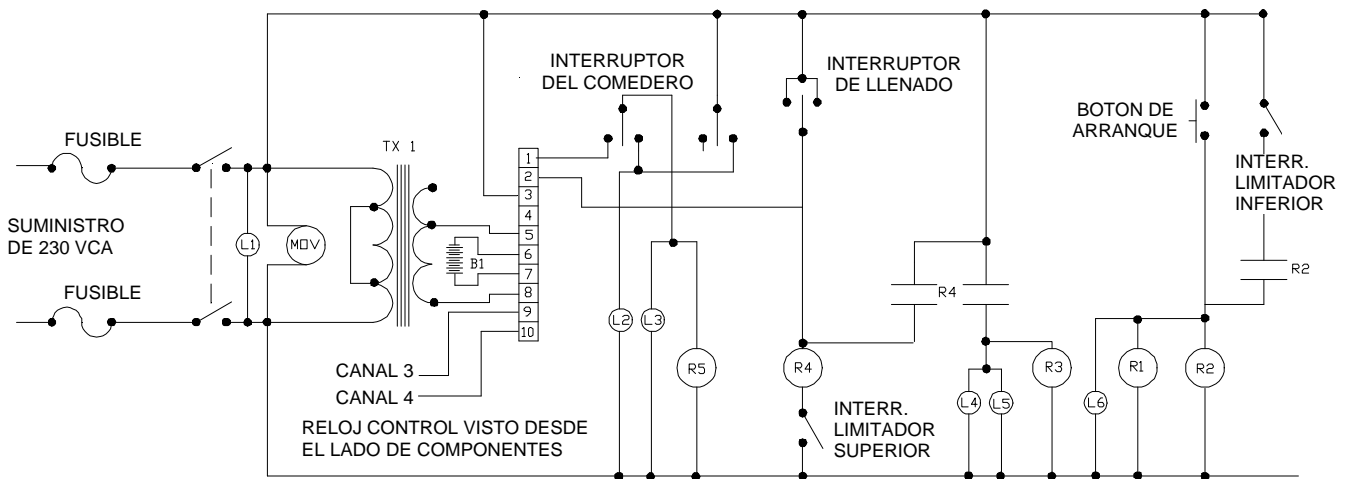 INTERRUPTOR
DEL COMEDERO
INTERRUPTOR
DE LLENADO
BOTON DE
ARRANQUE
INTERR.
LIMITADOR
INFERIOR
FUSIBLE
TX 1
SUMINISTRO
DE 230 VCA
L1
MOV
FUSIBLE
1
2
3
4
5
6
7
8
9
10
B1
CANAL 3
CANAL 4
RELOJ CONTROL VISTO DESDE
EL LADO DE COMPONENTES
L2
L3
R5
R4
R4
INTERR.
LIMITADOR
SUPERIOR
L4
L5
R3
L6
R1
R2
R2